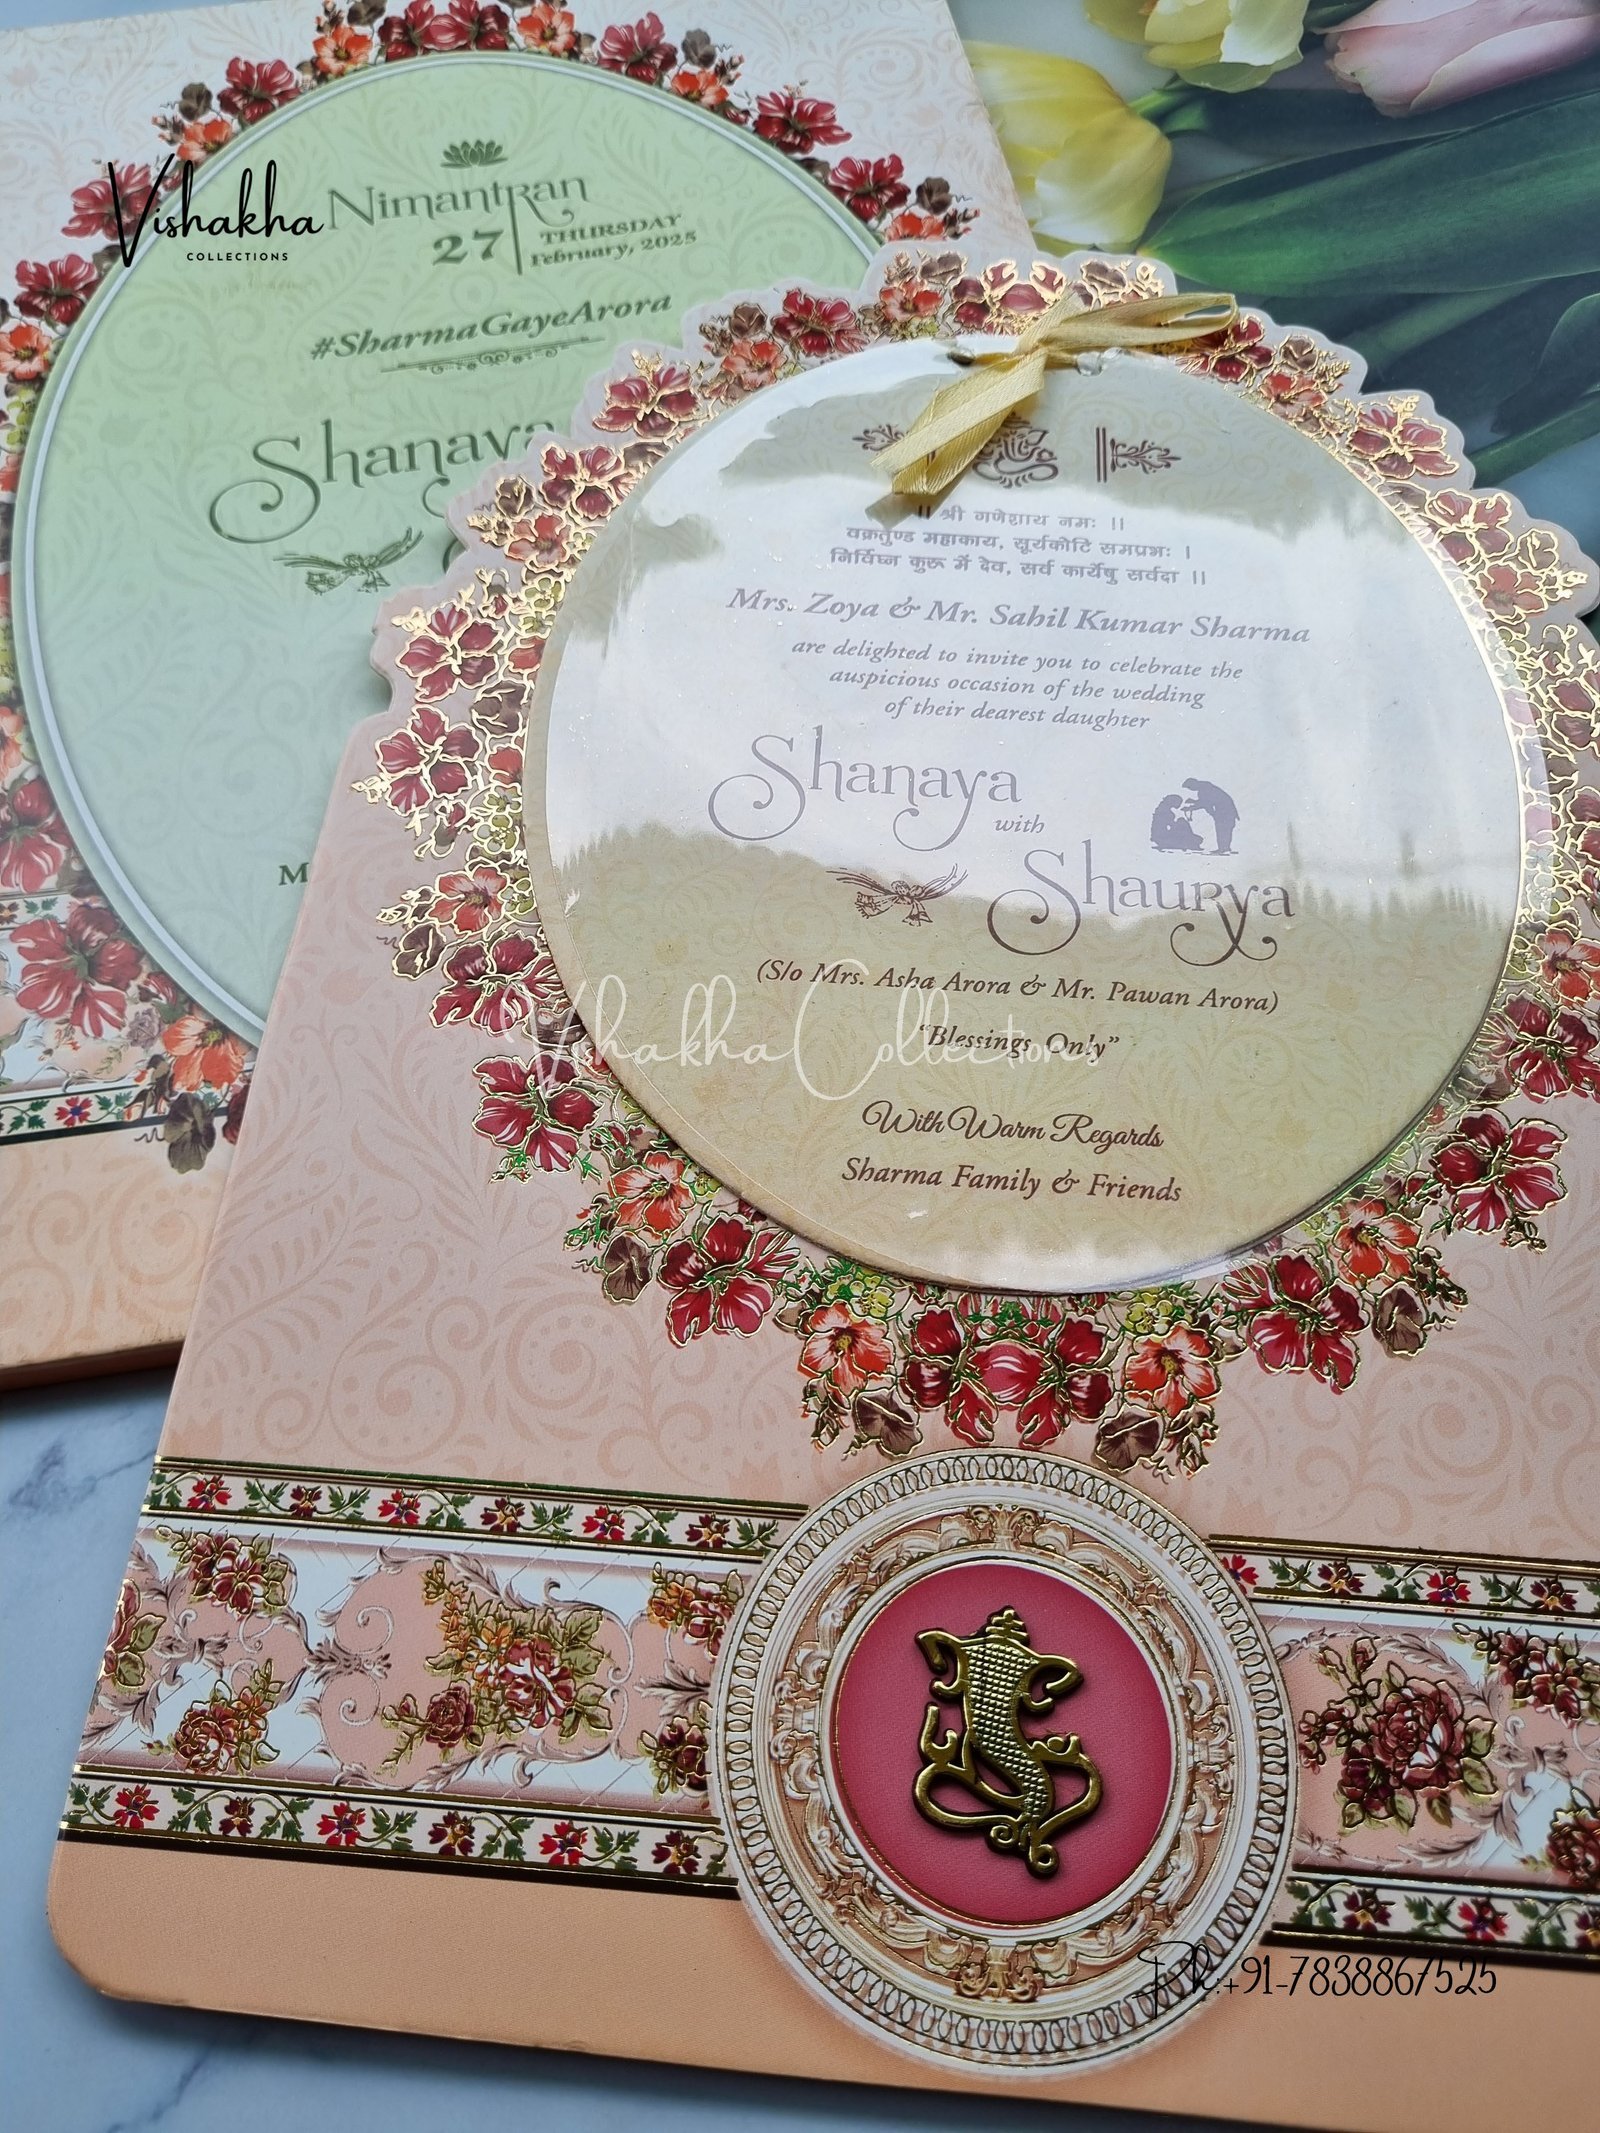 Vishakha
COLLECTIONS
Nimantran
27 THURSDAY
February, 2025
#SharmaGayeArora
Shanaya
|| श्री गणेशाय नमः ||
वक्रतुण्ड महाकाय, सूर्यकोटि समप्रभः |
निर्विघ्न कुरू में देव, सर्व कार्येषु सर्वदा ||
Mrs. Zoya & Mr. Sahil Kumar Sharma
are delighted to invite you to celebrate the
auspicious occasion of the wedding
of their dearest daughter
Shanaya
with
Shaurya
(S/o Mrs. Asha Arora & Mr. Pawan Arora)
"Blessings Only"
Vishakha Collections
With Warm Regards
Sharma Family & Friends
Ph:+91-7838867525